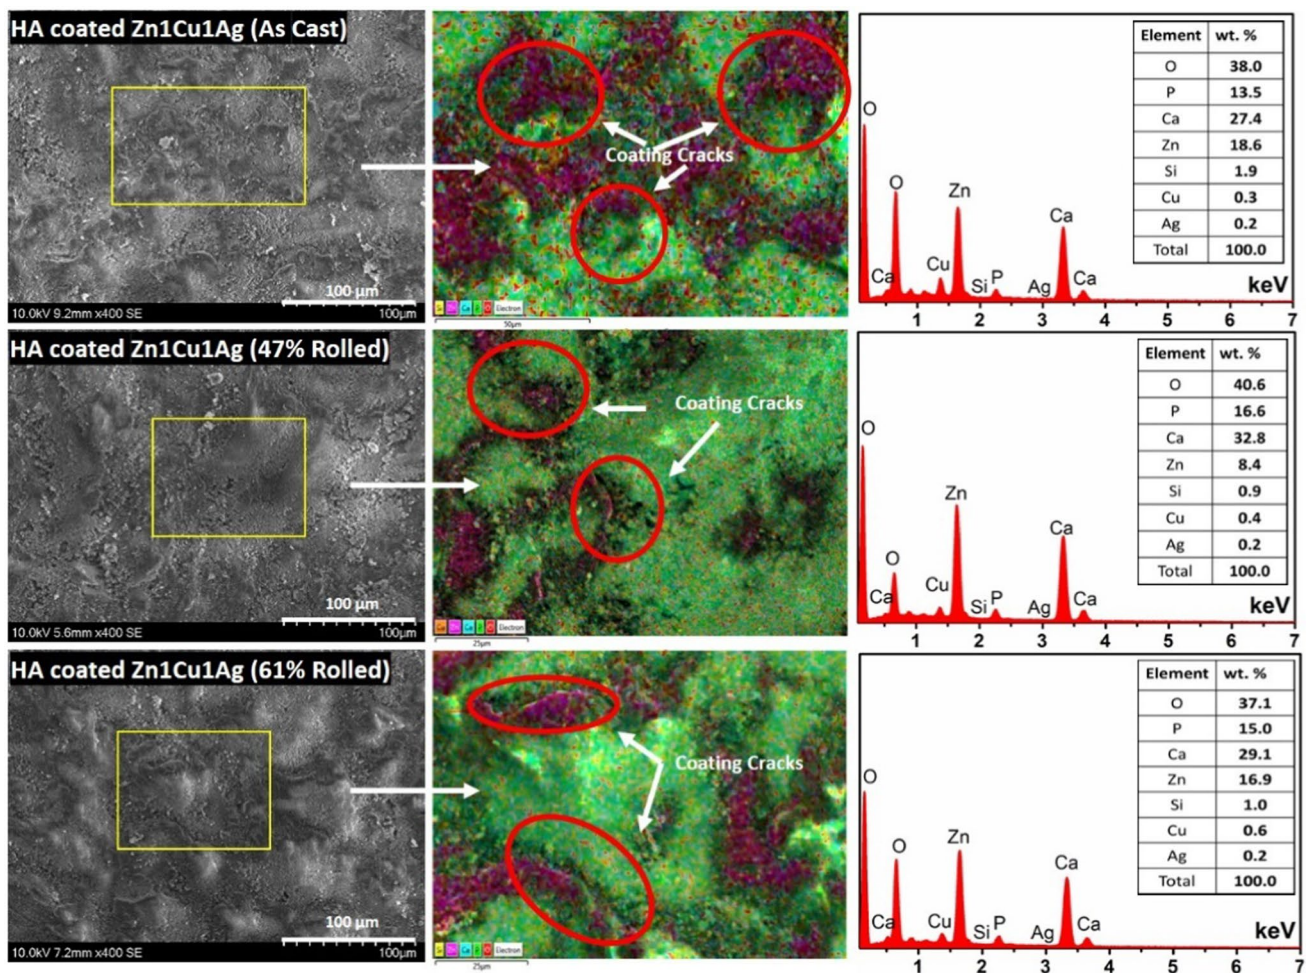 HA coated Zn1Cu1Ag (As Cast)
100 µm
10.0kV 9.2mm x400 SE
100µm
Coating Cracks
Electron
50µm
Element wt. %
O 38.0
P 13.5
Ca 27.4
Zn 18.6
Si 1.9
Cu 0.3
Ag 0.2
Total 100.0
O
O
Zn
Ca
Ca
Cu
Si
P
Ag
Ca
keV
1 2 3 4 5 6 7
HA coated Zn1Cu1Ag (47% Rolled)
100 µm
10.0kV 5.6mm x400 SE
100µm
Coating Cracks
Electron
25µm
Element wt. %
O 40.6
P 16.6
Ca 32.8
Zn 8.4
Si 0.9
Cu 0.4
Ag 0.2
Total 100.0
O
Zn
Ca
O
Ca
Cu
Si
P
Ag
Ca
keV
1 2 3 4 5 6 7
HA coated Zn1Cu1Ag (61% Rolled)
100 µm
10.0kV 7.2mm x400 SE
100µm
Coating Cracks
Electron
25µm
Element wt. %
O 37.1
P 15.0
Ca 29.1
Zn 16.9
Si 1.0
Cu 0.6
Ag 0.2
Total 100.0
O
O
Zn
Ca
Ca
Cu
Si
P
Ag
Ca
keV
1 2 3 4 5 6 7